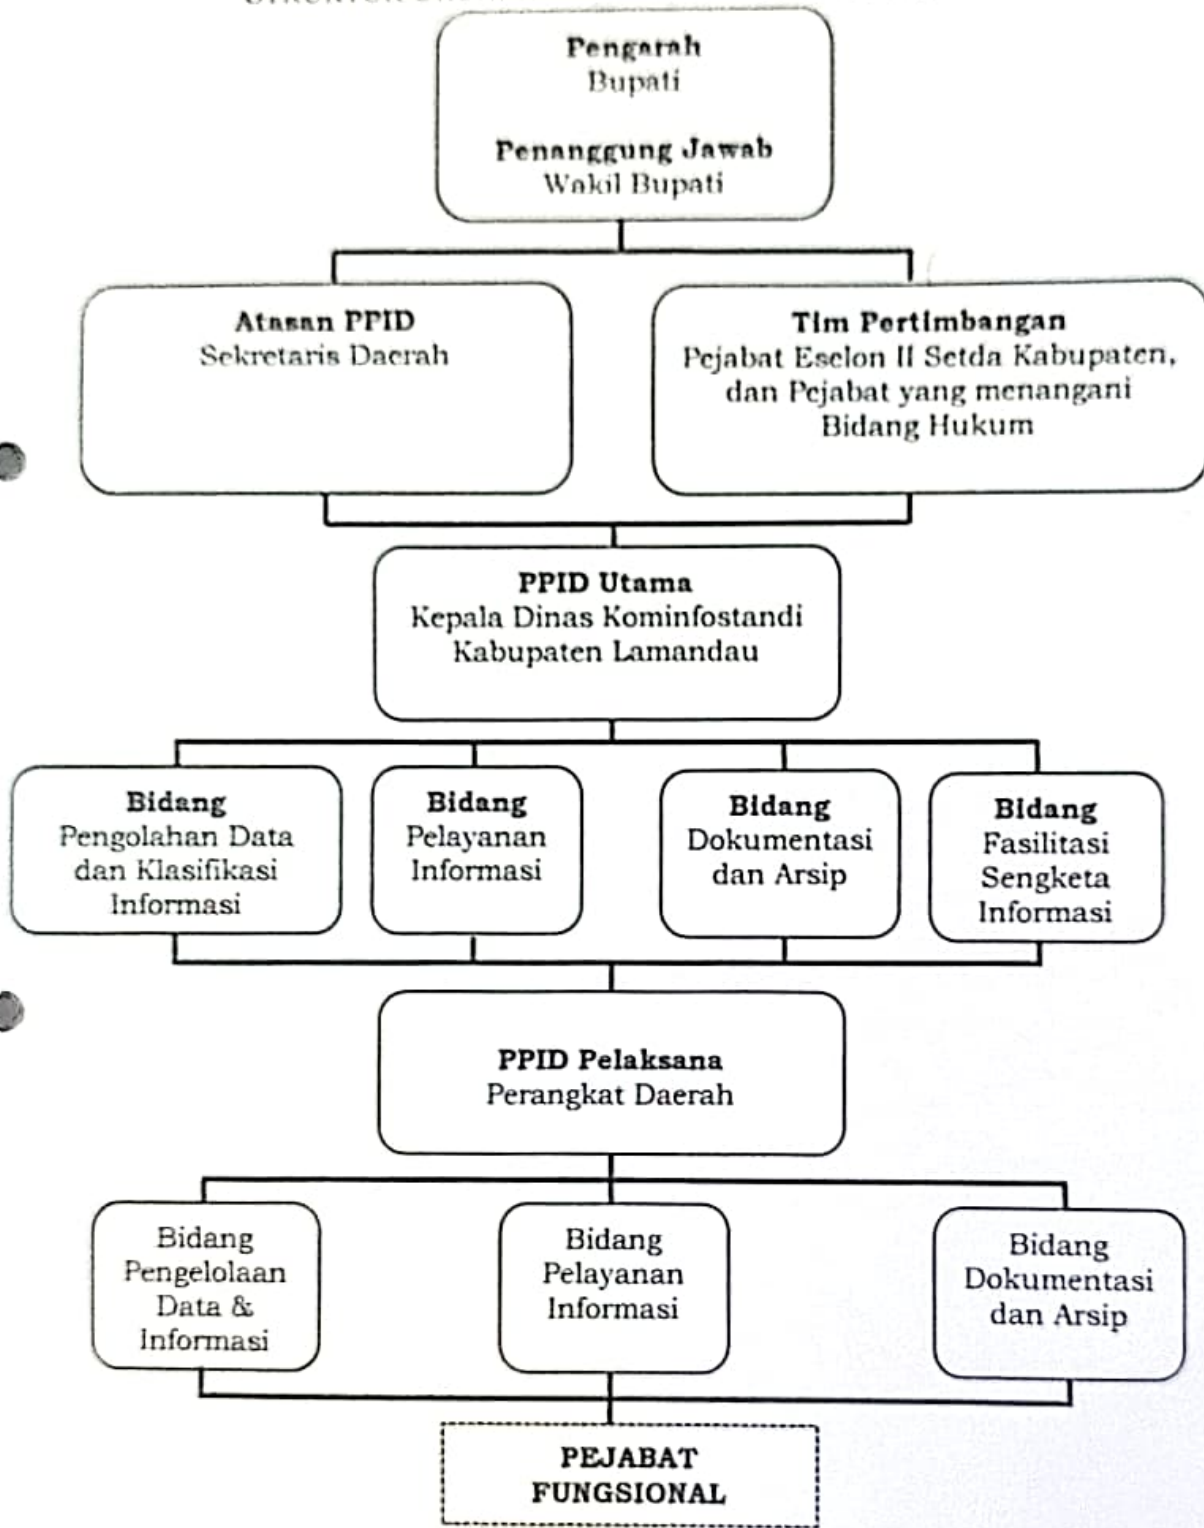 Pengarah
Bupati
Penanggung Jawab
Wakil Bupati
Atasan PPID
Sekretaris Daerah
Tim Pertimbangan
Pejabat Eselon II Setda Kabupaten,
dan Pejabat yang menangani
Bidang Hukum
PPID Utama
Kepala Dinas Kominfostandi
Kabupaten Lamandau
Bidang
Pengolahan Data
dan Klasifikasi
Informasi
Bidang
Pelayanan
Informasi
Bidang
Dokumentasi
dan Arsip
Bidang
Fasilitasi
Sengketa
Informasi
PPID Pelaksana
Perangkat Daerah
Bidang
Pengelolaan
Data &
Informasi
Bidang
Pelayanan
Informasi
Bidang
Dokumentasi
dan Arsip
PEJABAT
FUNGSIONAL